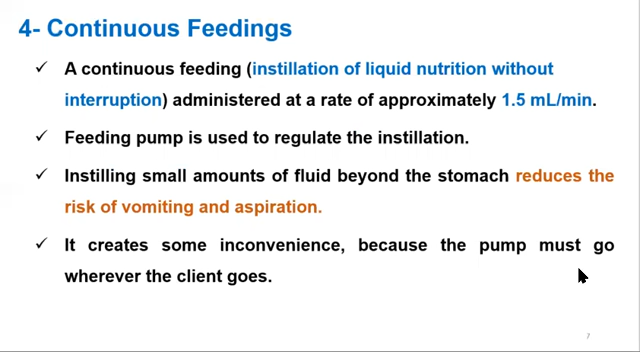 4- Continuous Feedings
✓ A continuous feeding (instillation of liquid nutrition without
interruption) administered at a rate of approximately 1.5 mL/min.
✓ Feeding pump is used to regulate the instillation.
✓ Instilling small amounts of fluid beyond the stomach reduces the
risk of vomiting and aspiration.
✓ It creates some inconvenience, because the pump must go
wherever the client goes.
7